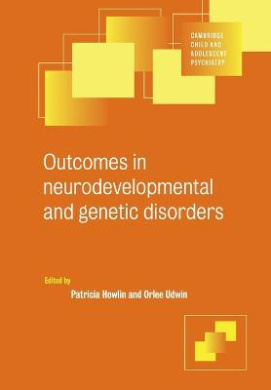 CAMBRIDGE
CHILD AND
ADOLESCENT
PSYCHIATRY
Outcomes in
neurodevelopmental
and genetic disorders
Edited by
Patricia Howlin and Orlee Udwin